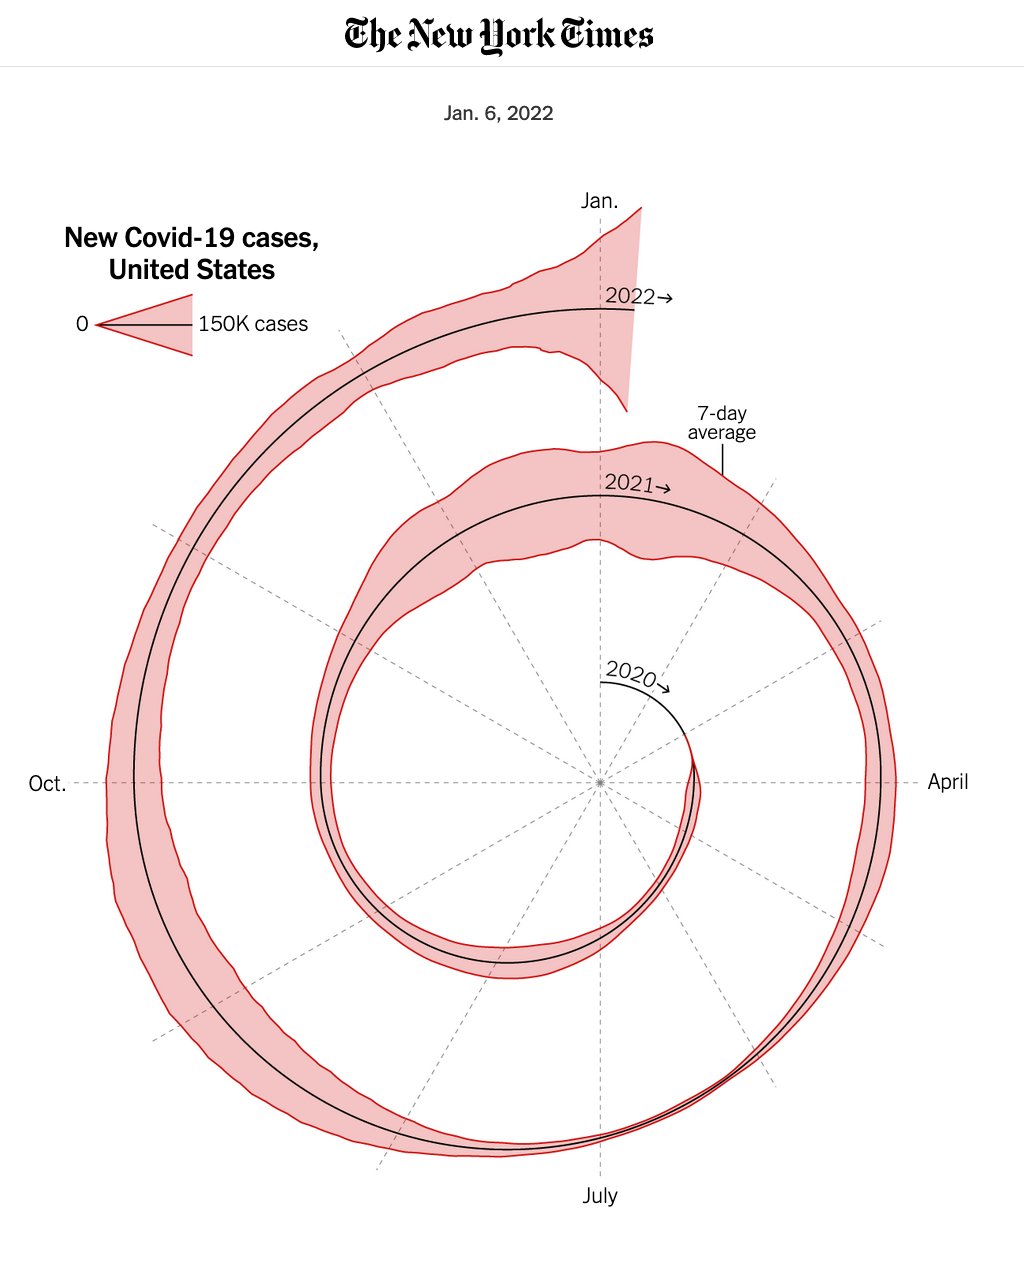 The New York Times
Jan. 6, 2022
Jan.
New Covid-19 cases,
United States
0
150K cases
2022→
7-day
average
2021→
2020→
Oct.
April
July